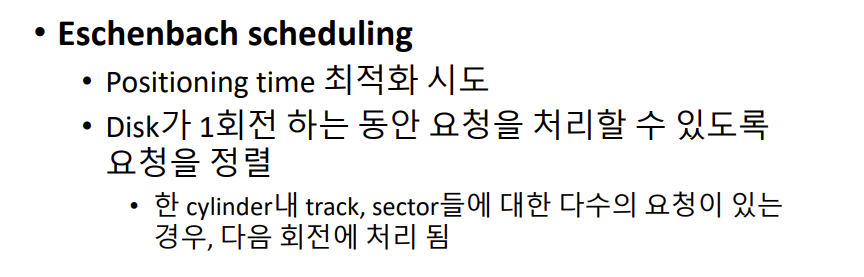 • Eschenbach scheduling
• Positioning time 최적화 시도
• Disk가 1회전 하는 동안 요청을 처리할 수 있도록
요청을 정렬
• 한 cylinder내 track, sector들에 대한 다수의 요청이 있는
경우, 다음 회전에 처리 됨